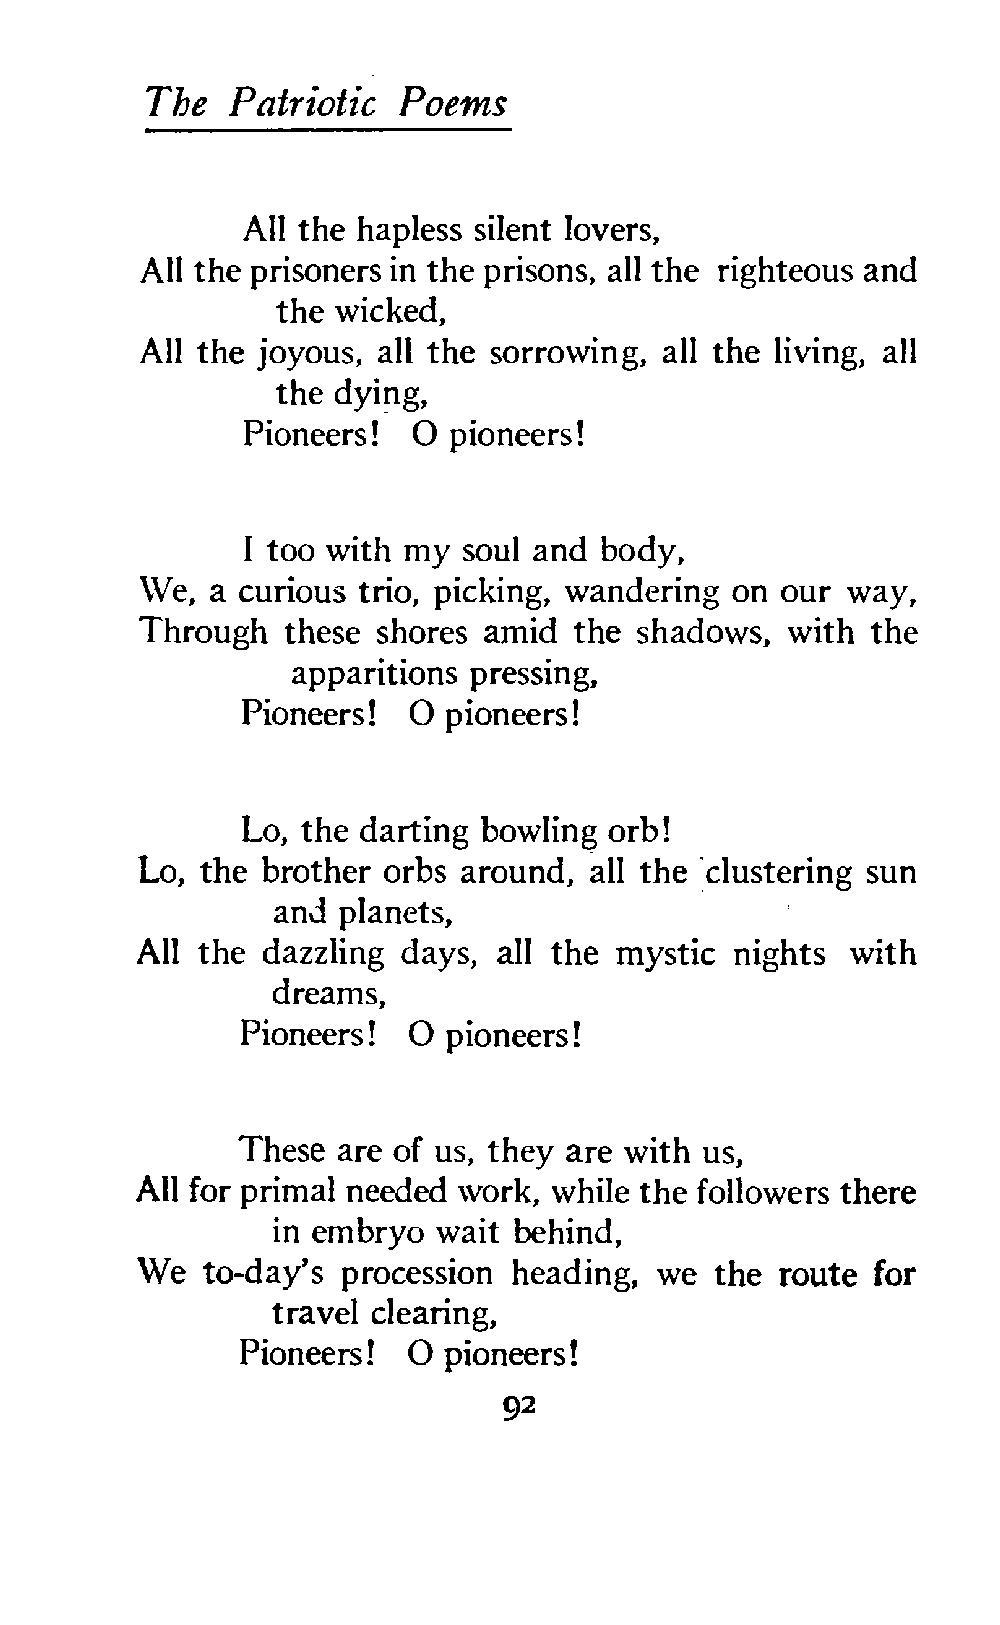 The Patriotic Poems
All the hapless silent lovers,
All the prisoners in the prisons, all the righteous and
the wicked,
All the joyous, all the sorrowing, all the living, all
the dying,
Pioneers! O pioneers!
I too with my soul and body,
We, a curious trio, picking, wandering on our way,
Through these shores amid the shadows, with the
apparitions pressing,
Pioneers! O pioneers!
Lo, the darting bowling orb!
Lo, the brother orbs around, all the clustering sun
and planets,
All the dazzling days, all the mystic nights with
dreams,
Pioneers! O pioneers!
These are of us, they are with us,
All for primal needed work, while the followers there
in embryo wait behind,
We to-day's procession heading, we the route for
travel clearing,
Pioneers! O pioneers!
92